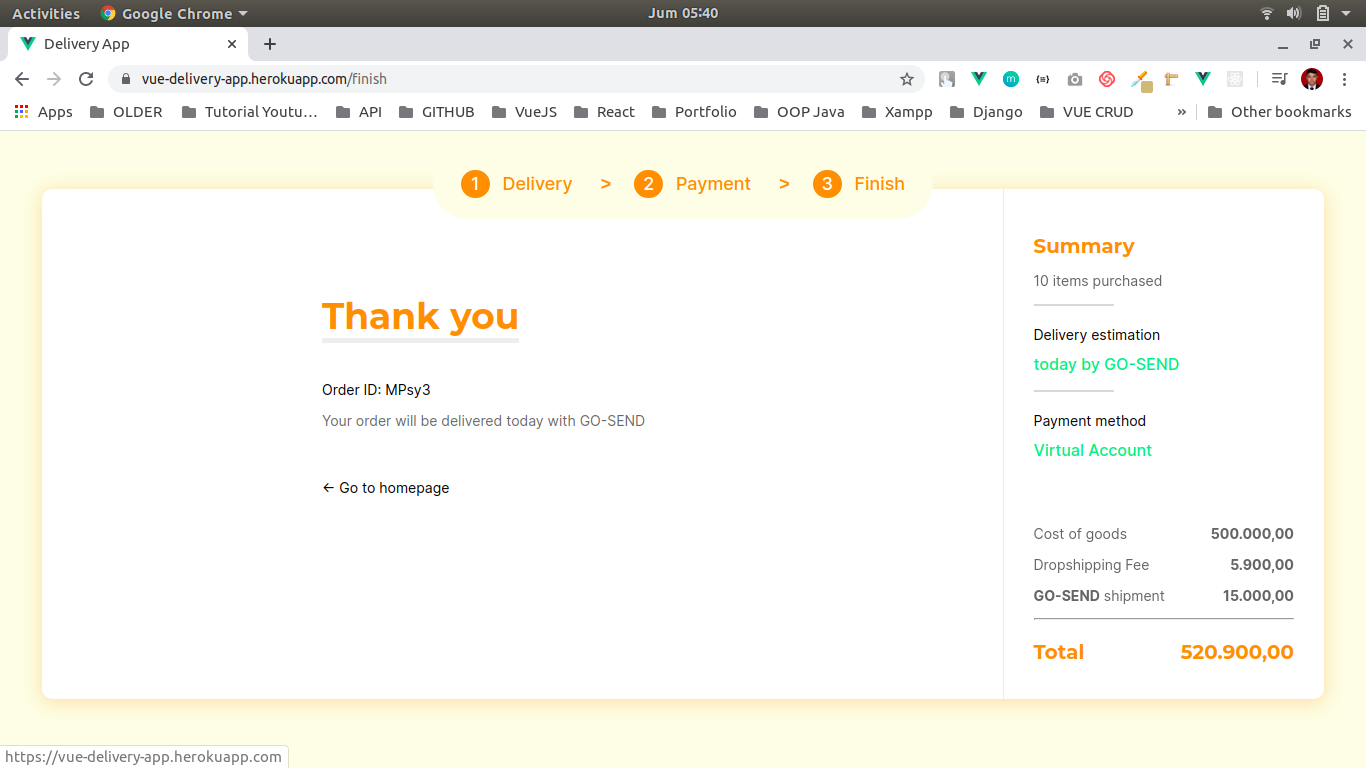 Activities Google Chrome Jum 05:40
Delivery App
vue-delivery-app.herokuapp.com/finish
Apps OLDER Tutorial Youtu… API GITHUB VueJS React Portfolio OOP Java Xampp Django VUE CRUD » Other bookmarks
1 Delivery > 2 Payment > 3 Finish
Thank you
Order ID: MPsy3
Your order will be delivered today with GO-SEND
← Go to homepage
Summary
10 items purchased
Delivery estimation
today by GO-SEND
Payment method
Virtual Account
Cost of goods 500.000,00
Dropshipping Fee 5.900,00
GO-SEND shipment 15.000,00
Total 520.900,00
https://vue-delivery-app.herokuapp.com